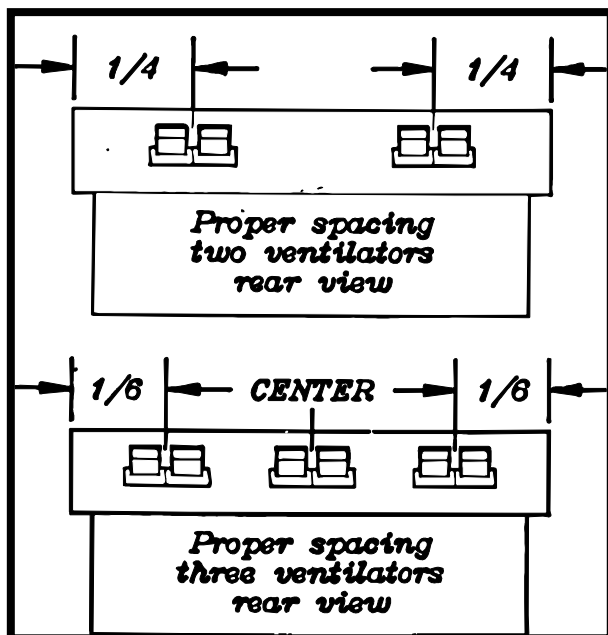 1/4 1/4
Proper spacing
two ventilators
rear view
1/6 CENTER 1/6
Proper spacing
three ventilators
rear view